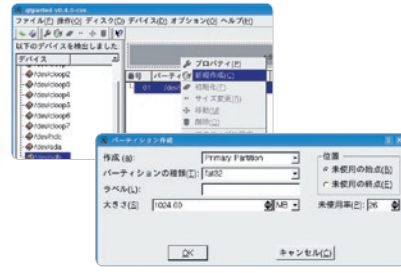 qtparted v0.4.5-cvs
ファイル(F) 操作(O) ディスク(D) デバイス(D) オプション(O) ヘルプ(H)
以下のデバイスを検出しました
デバイス
/dev/cloop2
/dev/cloop3
/dev/cloop4
/dev/cloop5
/dev/cloop6
/dev/cloop7
/dev/hdc
/dev/sda
番号 パーティ
01 /dev/
プロパティ(P)
新規作成(C)
初期化(F)
サイズ変更(R)
移動(M)
削除(D)
パーティション作成
作成 (a): Primary Partition
パーティションの種類(T): fat32
ラベル(L):
大きさ(S) 1024.00 MB
位置
未使用の始点(B)
未使用の終点(E)
未使用率(P): 26
OK キャンセル(C)